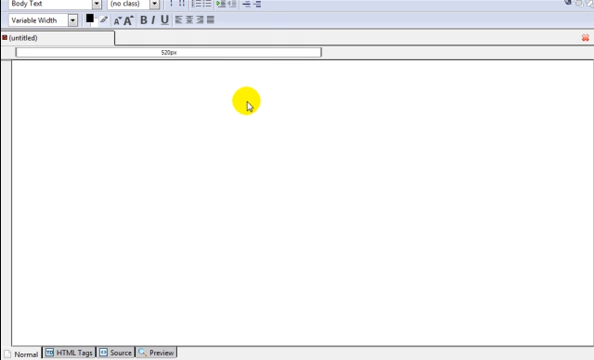 Body Text (no class)
Variable Width A A B I U
(untitled)
520px
Normal HTML Tags Source Preview